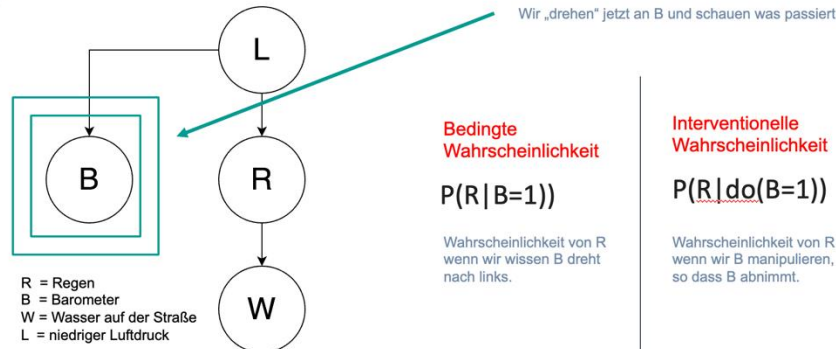 Wir „drehen“ jetzt an B und schauen was passiert
L
B
R
W
R = Regen
B = Barometer
W = Wasser auf der Straße
L = niedriger Luftdruck
Bedingte
Wahrscheinlichkeit
P(R|B=1))
Wahrscheinlichkeit von R
wenn wir wissen B dreht
nach links.
Interventionelle
Wahrscheinlichkeit
P(R|do(B=1))
Wahrscheinlichkeit von R
wenn wir B manipulieren,
so dass B abnimmt.